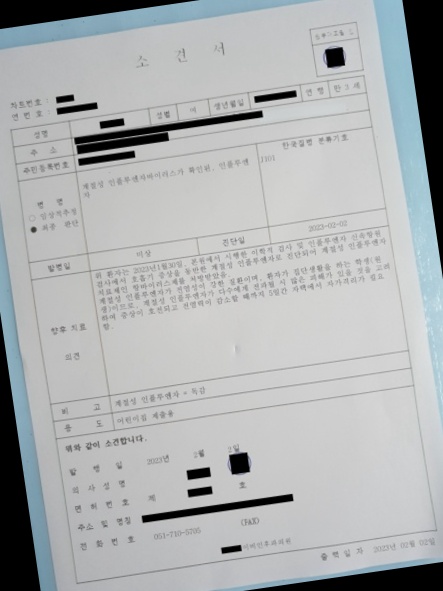 소 견 서
차트번호 :
연 번 호 :
성명
성별
여
생년월일
연 령
만 3 세
주 소
주민등록번호
병 명
○ 임상적추정
● 최종 판단
계절성 인플루엔자바이러스가 확인된, 인플루엔
자
한국질병 분류기호
J101
발병일
미상
진단일
2023-02-02
향후 치료
의견
위 환자는 2023년1월30일, 본원에서 시행한 이학적 검사 및 인플루엔자 신속항원
검사에서 호흡기 증상을 동반한 계절성 인플루엔자로 진단되어 계절성 인플루엔자
치료제인 항바이러스제를 처방받았음.
계절성 인플루엔자가 전염성이 강한 질환이며, 환자가 집단생활을 하는 학생(원
생)이므로, 계절성 인플루엔자가 다수에게 전파될 시 많은 피해가 있을 것을 고려
하여 증상이 호전되고 전염력이 감소할 때까지 5일간 자택에서 자가격리가 필요
함.
비 고
계절성 인플루엔자 = 독감
용 도
어린이집 제출용
위와 같이 소견합니다.
발 행 일
2023년 2월 2일
의 사 성 명
면 허 번 호
제 호
주소 및 명칭
전 화 번 호
051-710-5705
(FAX)
이비인후과의원
출 력 일 자 2023년 02월 02일